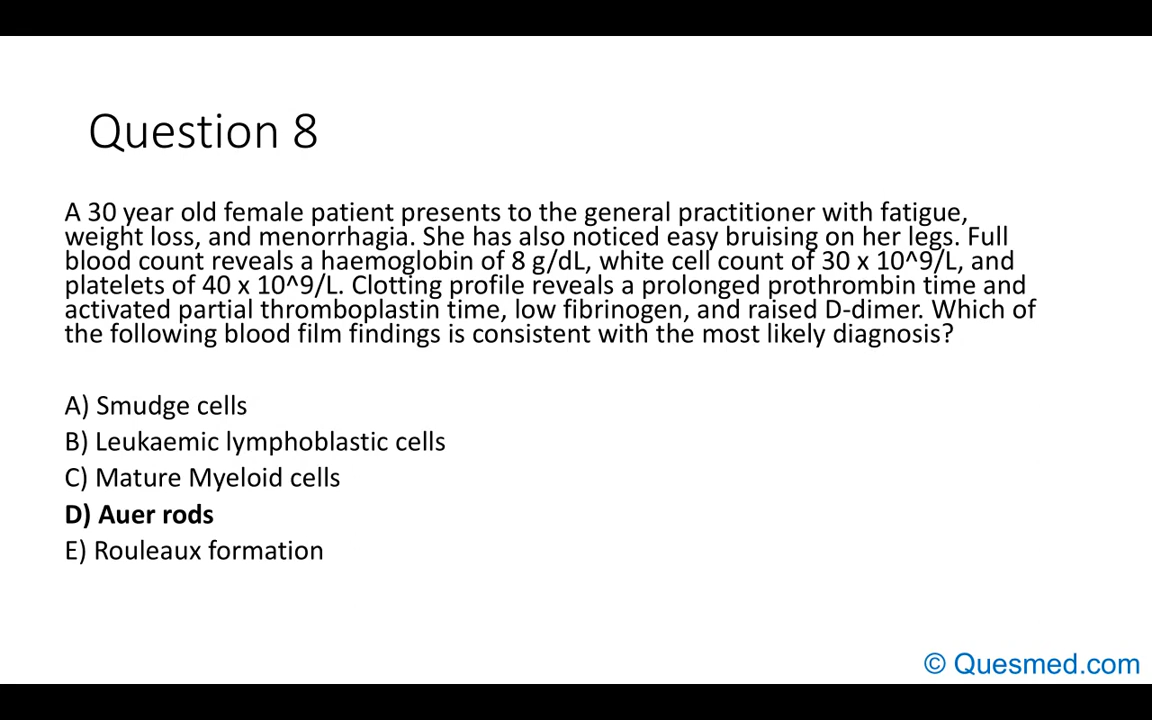 Question 8
A 30 year old female patient presents to the general practitioner with fatigue,
weight loss, and menorrhagia. She has also noticed easy bruising on her legs. Full
blood count reveals a haemoglobin of 8 g/dL, white cell count of 30 x 10^9/L, and
platelets of 40 x 10^9/L. Clotting profile reveals a prolonged prothrombin time and
activated partial thromboplastin time, low fibrinogen, and raised D-dimer. Which of
the following blood film findings is consistent with the most likely diagnosis?
A) Smudge cells
B) Leukaemic lymphoblastic cells
C) Mature Myeloid cells
D) Auer rods
E) Rouleaux formation
© Quesmed.com